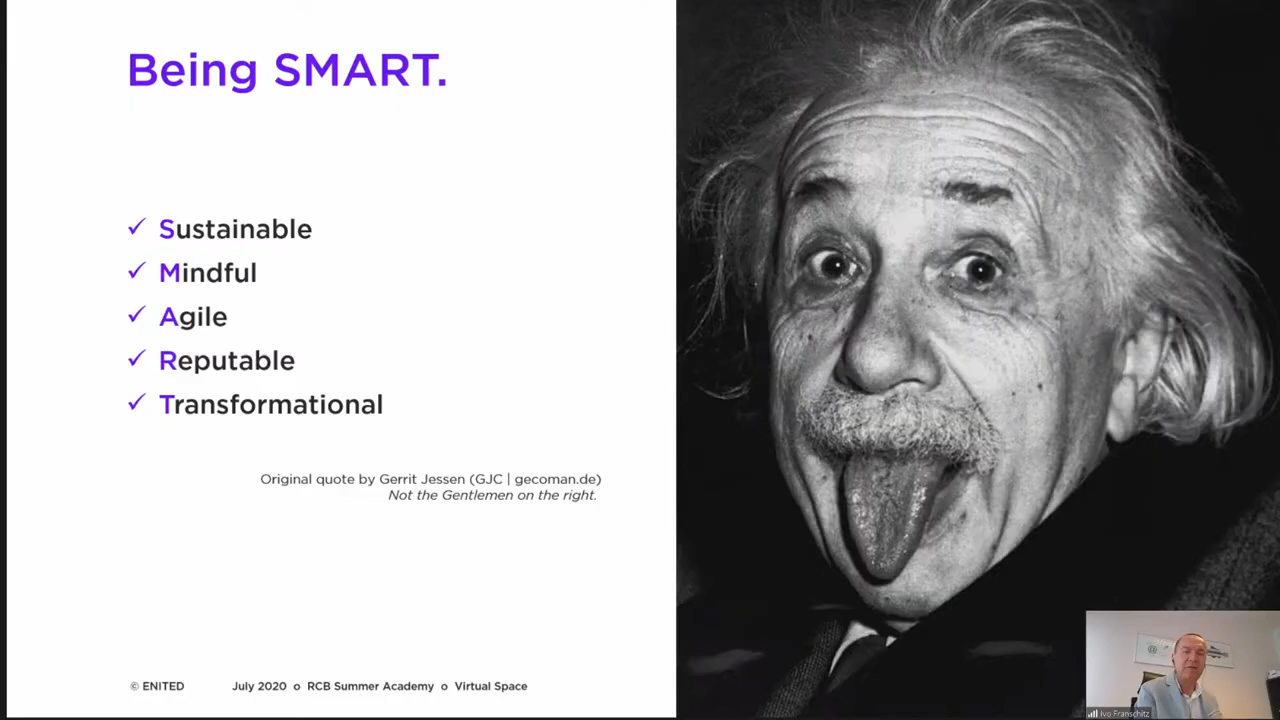 Being SMART.
✓ Sustainable
✓ Mindful
✓ Agile
✓ Reputable
✓ Transformational
Original quote by Gerrit Jessen (GJC | gecoman.de)
Not the Gentlemen on the right.
© ENITED July 2020 o RCB Summer Academy o Virtual Space
Ivo Franschitz